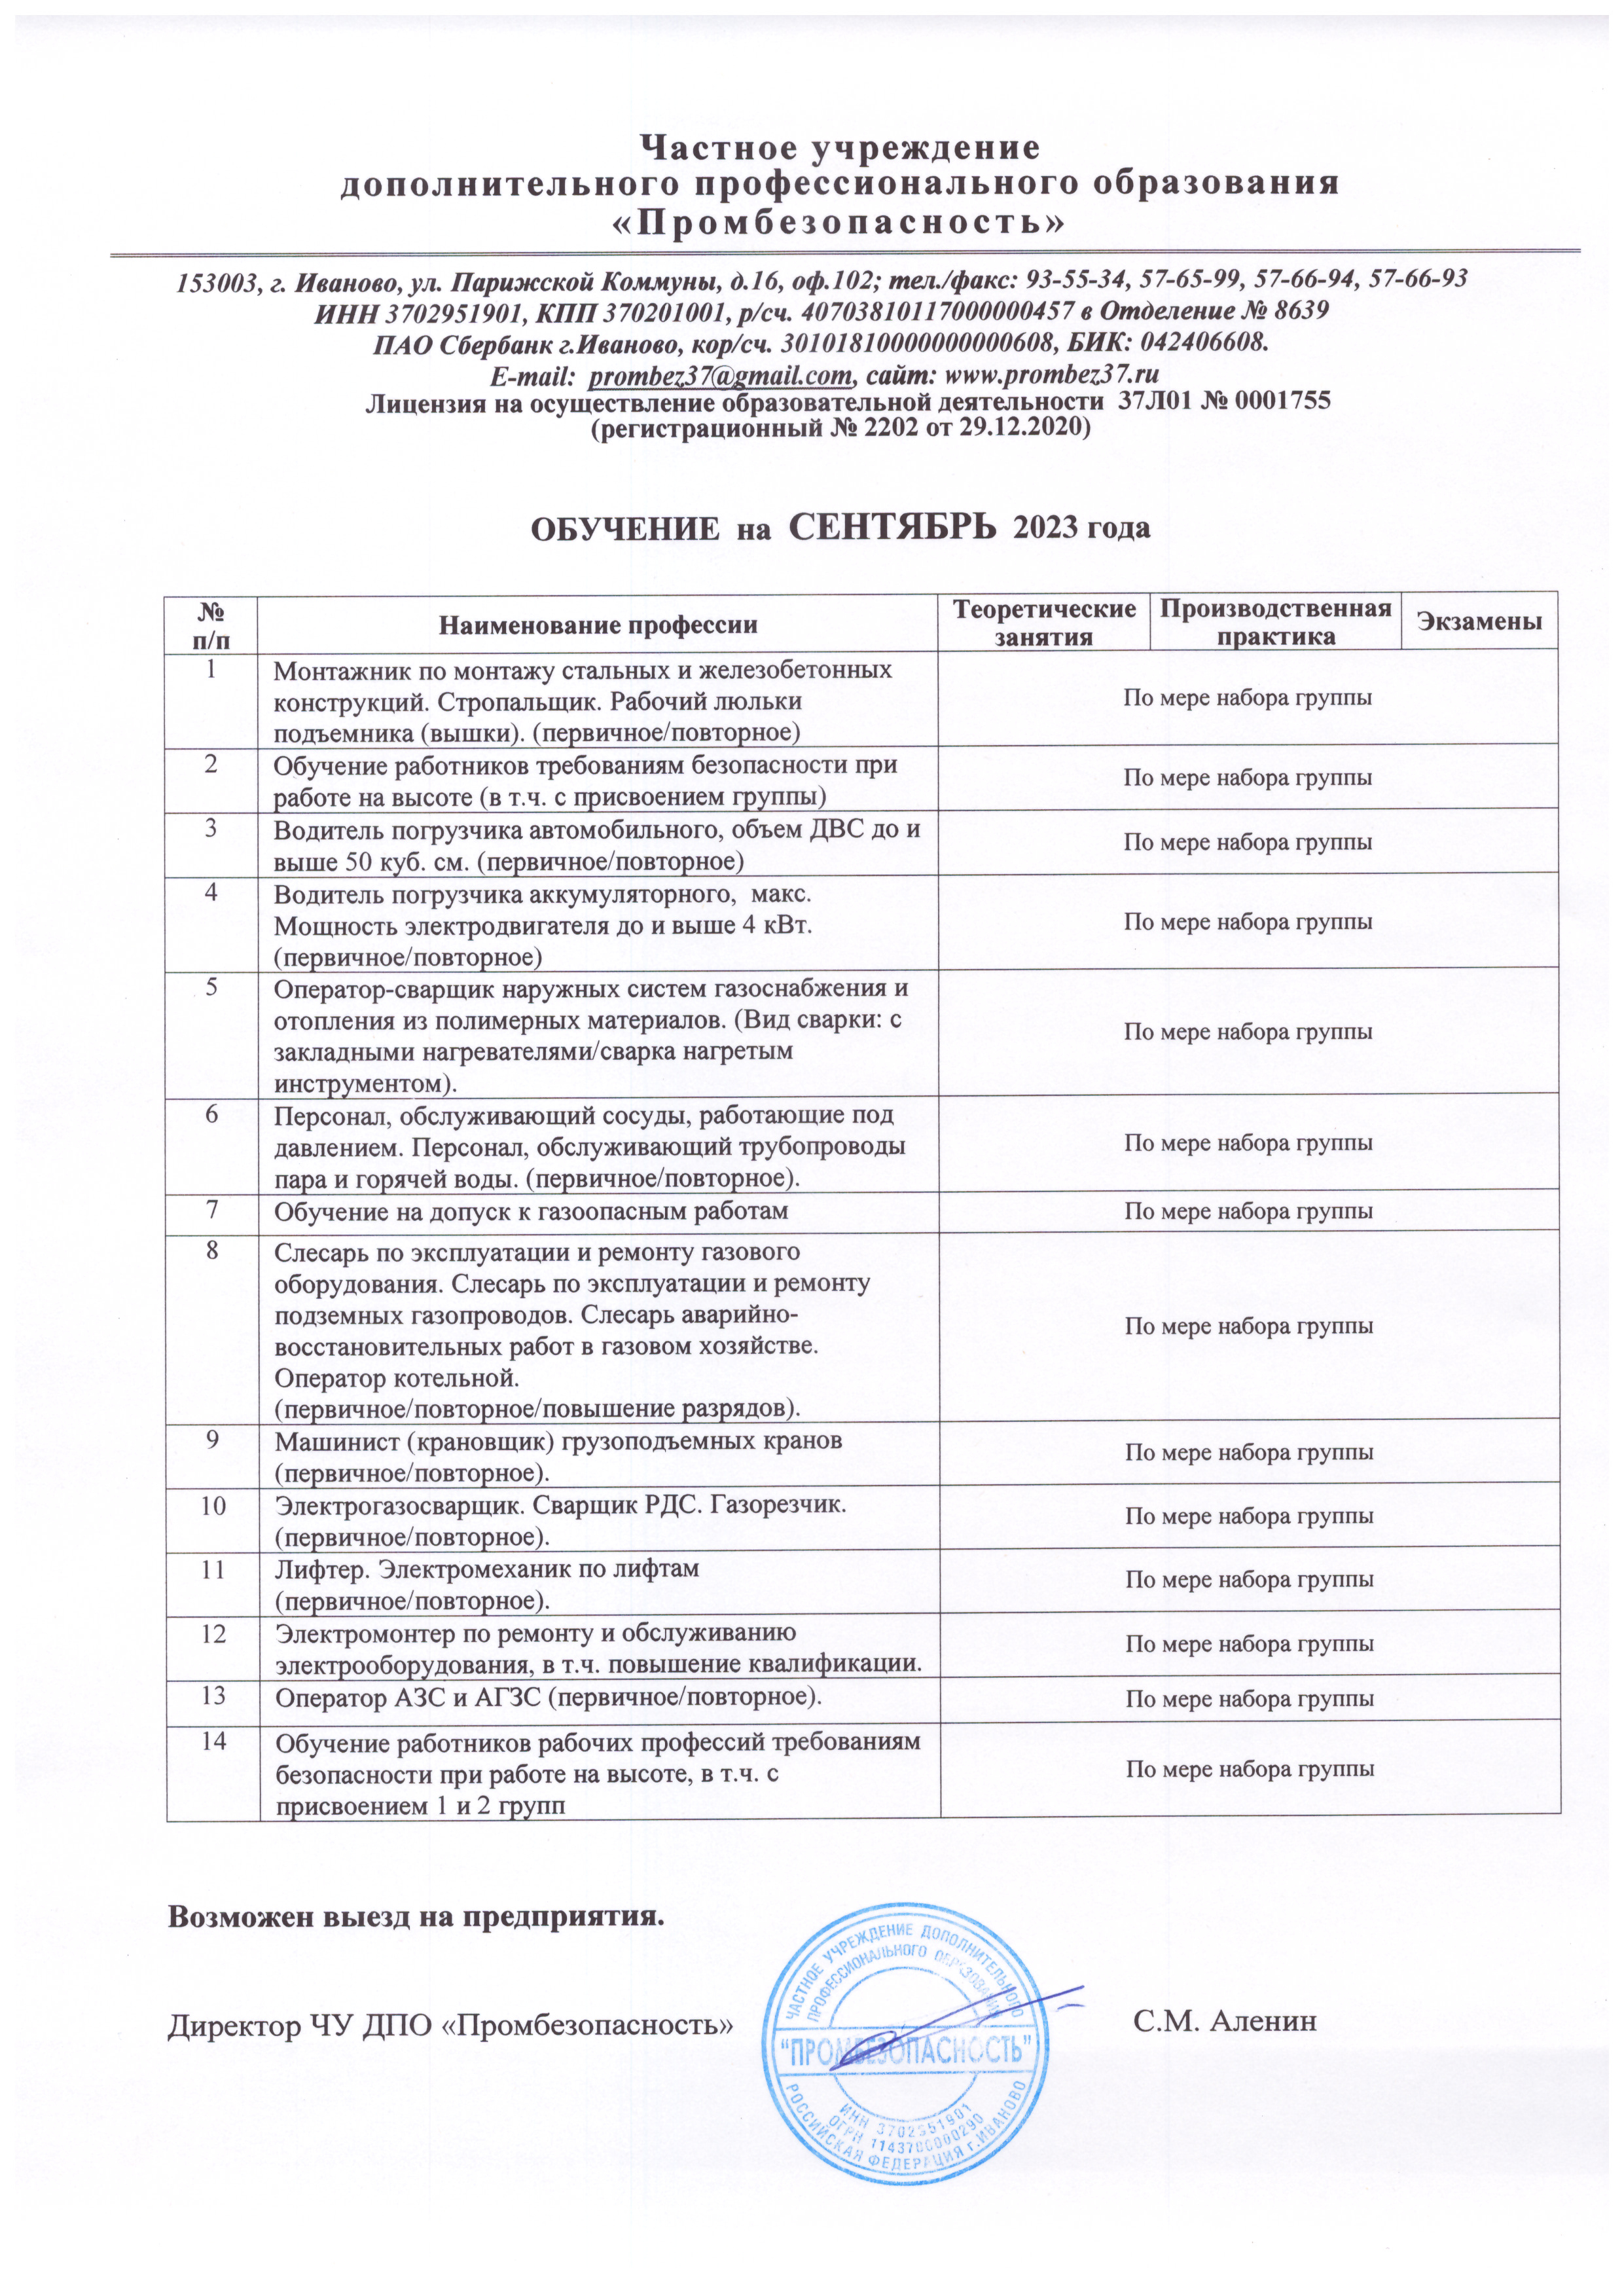 Частное учреждение
дополнительного профессионального образования
«Промбезопасность»
153003, г. Иваново, ул. Парижской Коммуны, д.16, оф.102; тел./факс: 93-55-34, 57-65-99, 57-66-94, 57-66-93
ИНН 3702951901, КПП 370201001, р/сч. 40703810117000000457 в Отделение № 8639
ПАО Сбербанк г.Иваново, кор/сч. 30101810000000000608, БИК: 042406608.
E-mail: prombez37@gmail.com, сайт: www.prombez37.ru
Лицензия на осуществление образовательной деятельности 37Л01 № 0001755
(регистрационный № 2202 от 29.12.2020)
ОБУЧЕНИЕ на СЕНТЯБРЬ 2023 года
№ п/п Наименование профессии Теоретические занятия Производственная практика Экзамены
1 Монтажник по монтажу стальных и железобетонных
конструкций. Стропальщик. Рабочий люльки
подъемника (вышки). (первичное/повторное)
По мере набора группы
2 Обучение работников требованиям безопасности при
работе на высоте (в т.ч. с присвоением группы)
По мере набора группы
3 Водитель погрузчика автомобильного, объем ДВС до и
выше 50 куб. см. (первичное/повторное)
По мере набора группы
4 Водитель погрузчика аккумуляторного, макс.
Мощность электродвигателя до и выше 4 кВт.
(первичное/повторное)
По мере набора группы
5 Оператор-сварщик наружных систем газоснабжения и
отопления из полимерных материалов. (Вид сварки: с
закладными нагревателями/сварка нагретым
инструментом).
По мере набора группы
6 Персонал, обслуживающий сосуды, работающие под
давлением. Персонал, обслуживающий трубопроводы
пара и горячей воды. (первичное/повторное).
По мере набора группы
7 Обучение на допуск к газоопасным работам
По мере набора группы
8 Слесарь по эксплуатации и ремонту газового
оборудования. Слесарь по эксплуатации и ремонту
подземных газопроводов. Слесарь аварийно-
восстановительных работ в газовом хозяйстве.
Оператор котельной.
(первичное/повторное/повышение разрядов).
По мере набора группы
9 Машинист (крановщик) грузоподъемных кранов
(первичное/повторное).
По мере набора группы
10 Электрогазосварщик. Сварщик РДС. Газорезчик.
(первичное/повторное).
По мере набора группы
11 Лифтер. Электромеханик по лифтам
(первичное/повторное).
По мере набора группы
12 Электромонтер по ремонту и обслуживанию
электрооборудования, в т.ч. повышение квалификации.
По мере набора группы
13 Оператор АЗС и АГЗС (первичное/повторное).
По мере набора группы
14 Обучение работников рабочих профессий требованиям
безопасности при работе на высоте, в т.ч. с
присвоением 1 и 2 групп
По мере набора группы
Возможен выезд на предприятия.
Директор ЧУ ДПО «Промбезопасность» С.М. Аленин
ЧАСТНОЕ УЧРЕЖДЕНИЕ ДОПОЛНИТЕЛЬНОГО
ПРОФЕССИОНАЛЬНОГО ОБРАЗОВАНИЯ
"ПРОМБЕЗОПАСНОСТЬ"
ИНН 3702951901
ОГРН
РОССИЙСКАЯ ФЕДЕРАЦИЯ г.ИВАНОВО